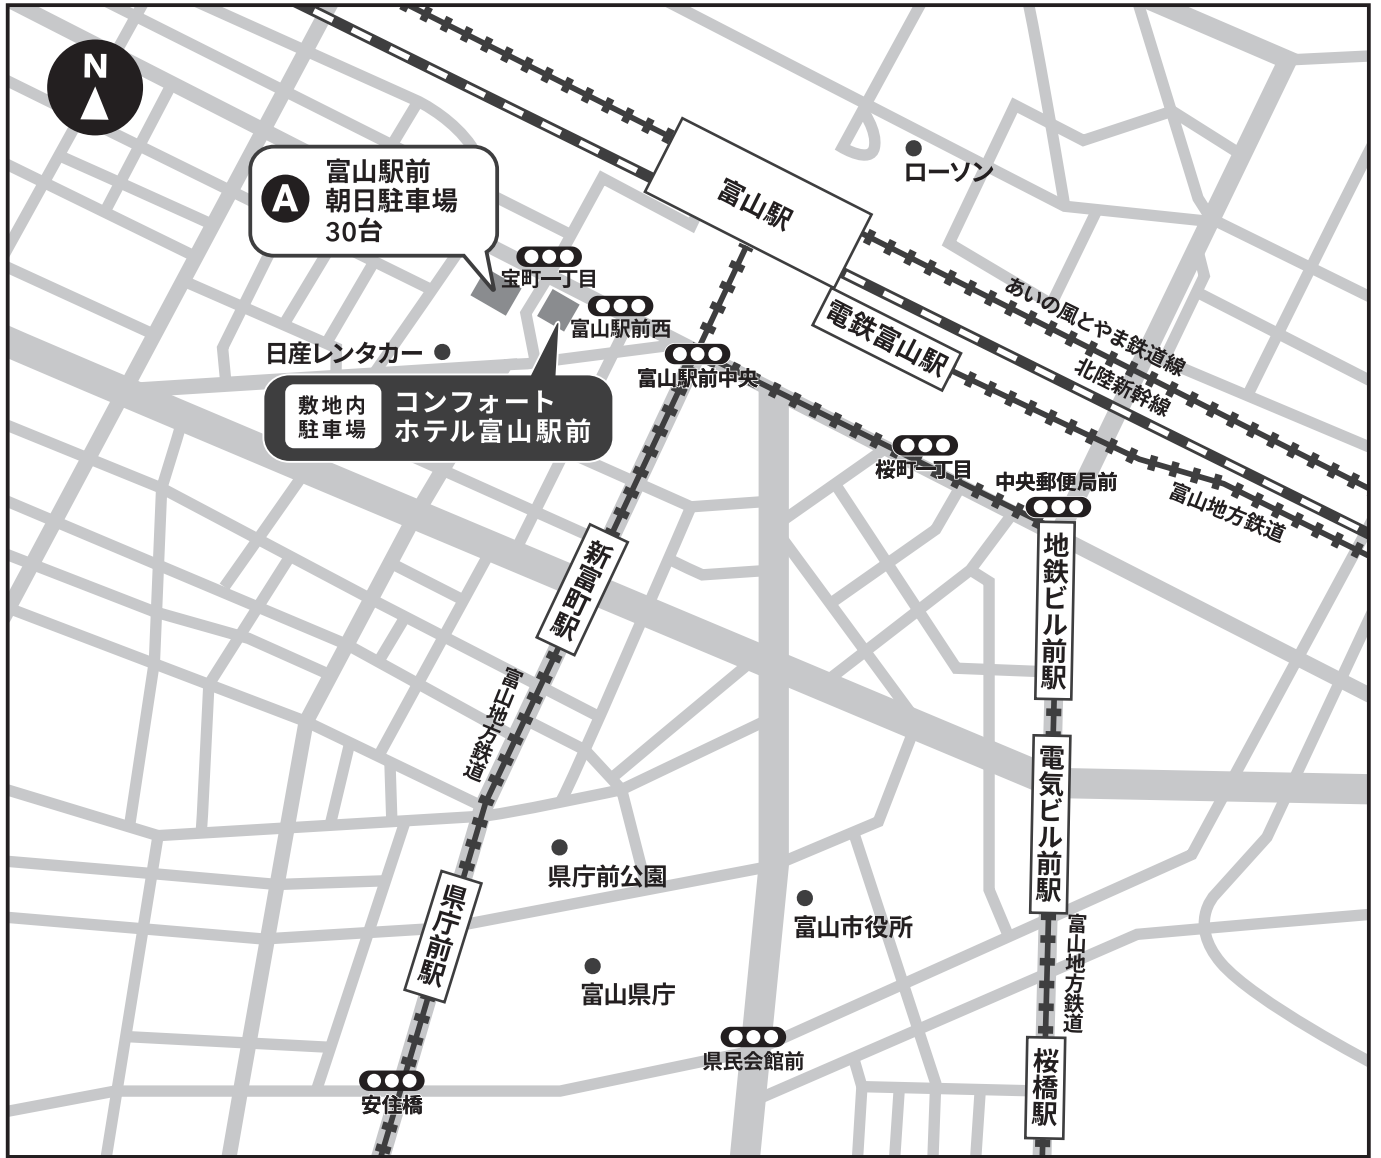 N
A
富山駅前
朝日駐車場
30台
富山駅
ローソン
宝町一丁目
富山駅前西
電鉄富山駅
あいの風とやま鉄道線
北陸新幹線
日産レンタカー
富山駅前中央
敷地内
駐車場
コンフォート
ホテル富山駅前
桜町一丁目
中央郵便局前
富山地方鉄道
新富町駅
地鉄ビル前駅
富山地方鉄道
電気ビル前駅
県庁前公園
県庁前駅
富山市役所
富山地方鉄道
富山県庁
県民会館前
桜橋駅
安住橋